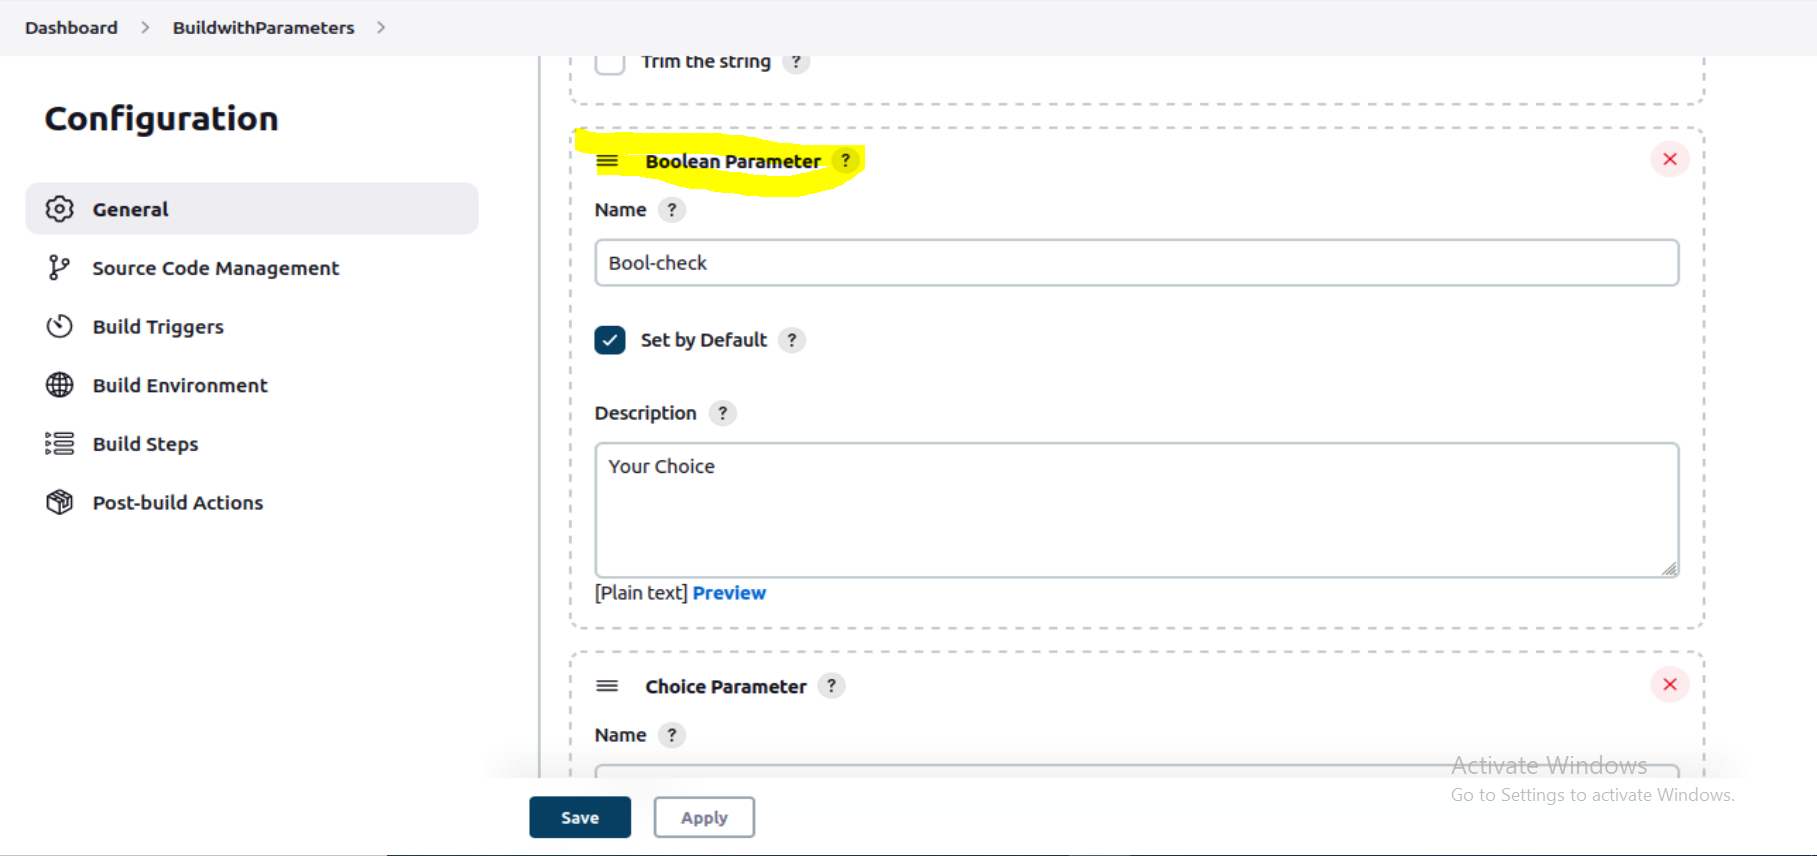 Dashboard > BuildwithParameters >
Configuration
General
Source Code Management
Build Triggers
Build Environment
Build Steps
Post-build Actions
Trim the string ?
Boolean Parameter ?
Name ?
Bool-check
Set by Default ?
Description ?
Your Choice
[Plain text] Preview
Choice Parameter ?
Name ?
Save Apply
Activate Windows
Go to Settings to activate Windows.